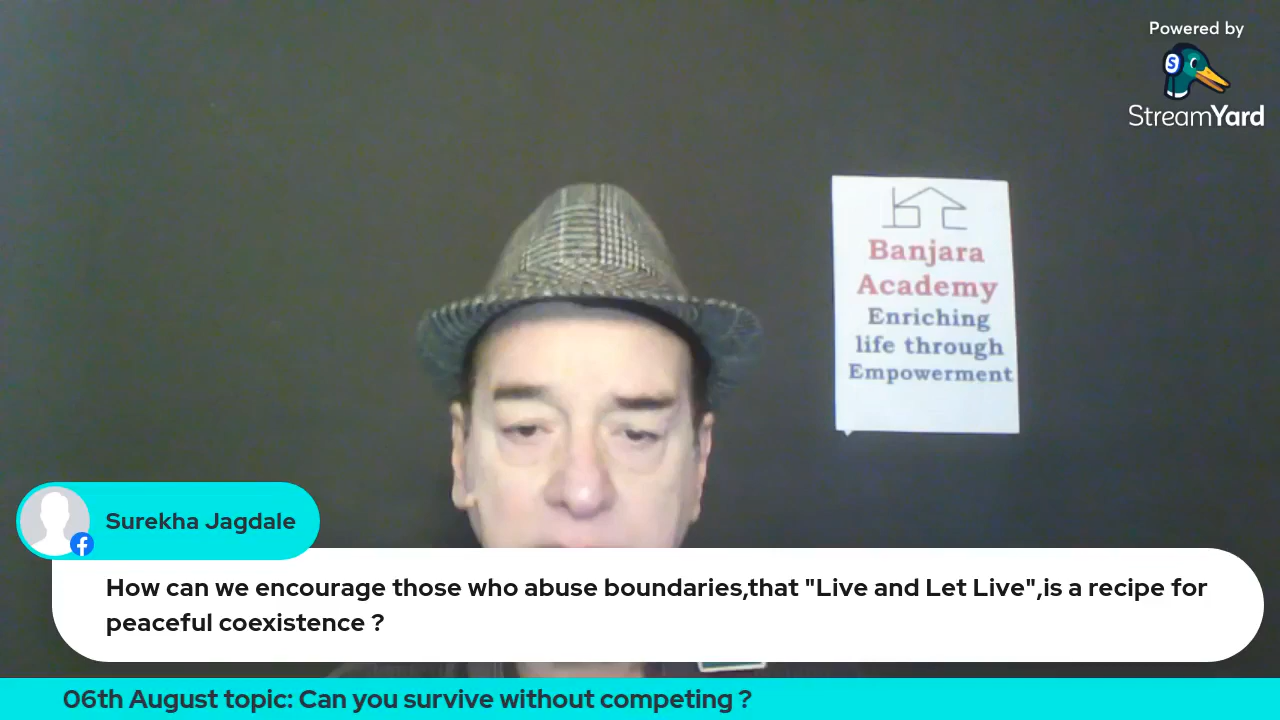 Powered by
StreamYard
Banjara
Academy
Enriching
life through
Empowerment
Surekha Jagdale
How can we encourage those who abuse boundaries,that "Live and Let Live",is a recipe for
peaceful coexistence ?
06th August topic: Can you survive without competing ?